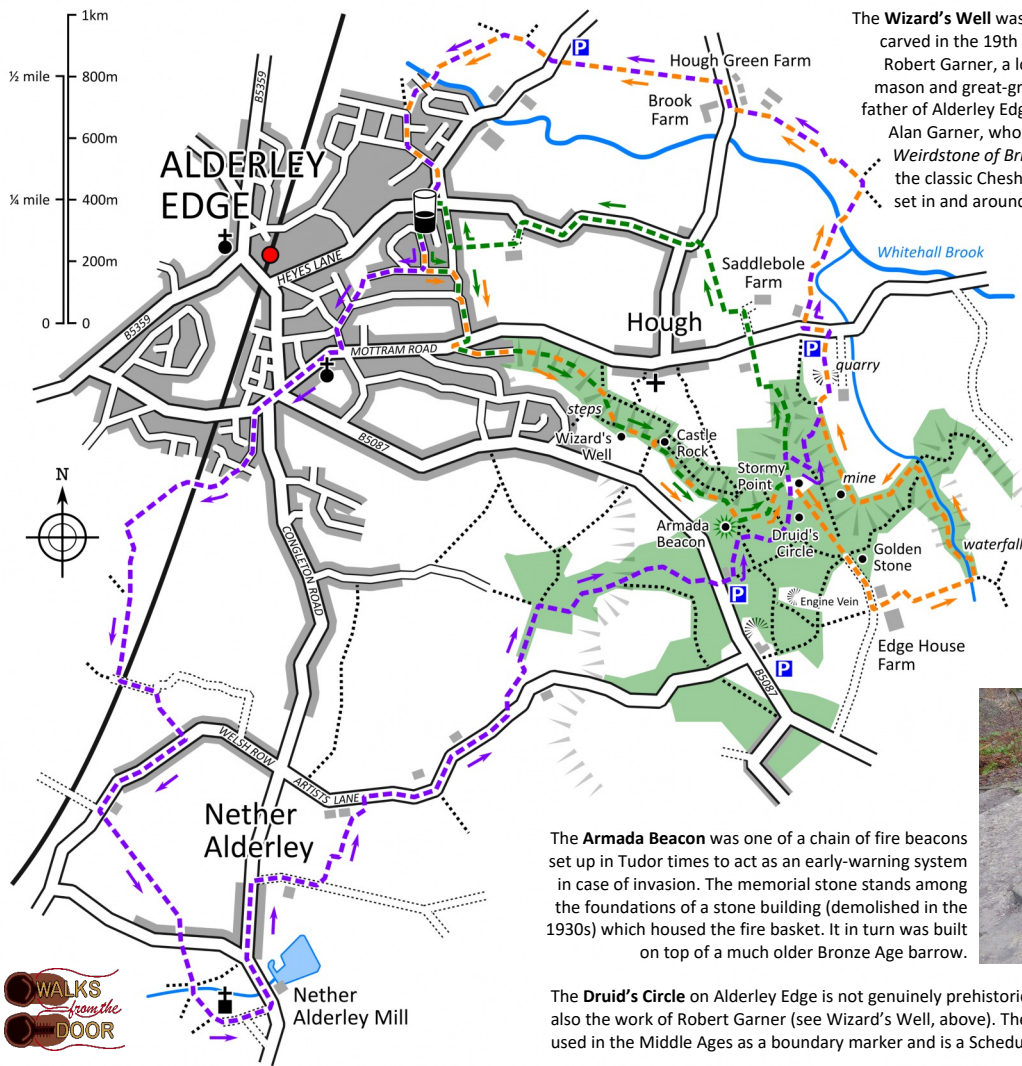 1km
½ mile
800m
600m
¼ mile
400m
200m
0
0
The Wizard's Well was
carved in the 19th
Robert Garner, a lo
mason and great-gr
father of Alderley Edg
Alan Garner, who
Weirdstone of Bri
the classic Chesh
set in and aroun
P
Hough Green Farm
Brook
Farm
B5359
ALDERLEY
EDGE
HEYES LANE
B5359
Whitehall Brook
Saddlebole
Farm
Hough
MOTTRAM ROAD
P
quarry
steps
Wizard's
Well
Castle
Rock
B5087
Stormy
Point
mine
N
Armada
Beacon
Druid's
Circle
Golden
Stone
waterfall
CONGLETON ROAD
P
Engine Vein
Edge House
Farm
P
B5087
WELSH ROW
ARTISTS LANE
Nether
Alderley
The Armada Beacon was one of a chain of fire beacons
set up in Tudor times to act as an early-warning system
in case of invasion. The memorial stone stands among
the foundations of a stone building (demolished in the
1930s) which housed the fire basket. It in turn was built
on top of a much older Bronze Age barrow.
WALKS
from the
DOOR
Nether
Alderley Mill
The Druid's Circle on Alderley Edge is not genuinely prehistoric
also the work of Robert Garner (see Wizard's Well, above). The
used in the Middle Ages as a boundary marker and is a Schedu